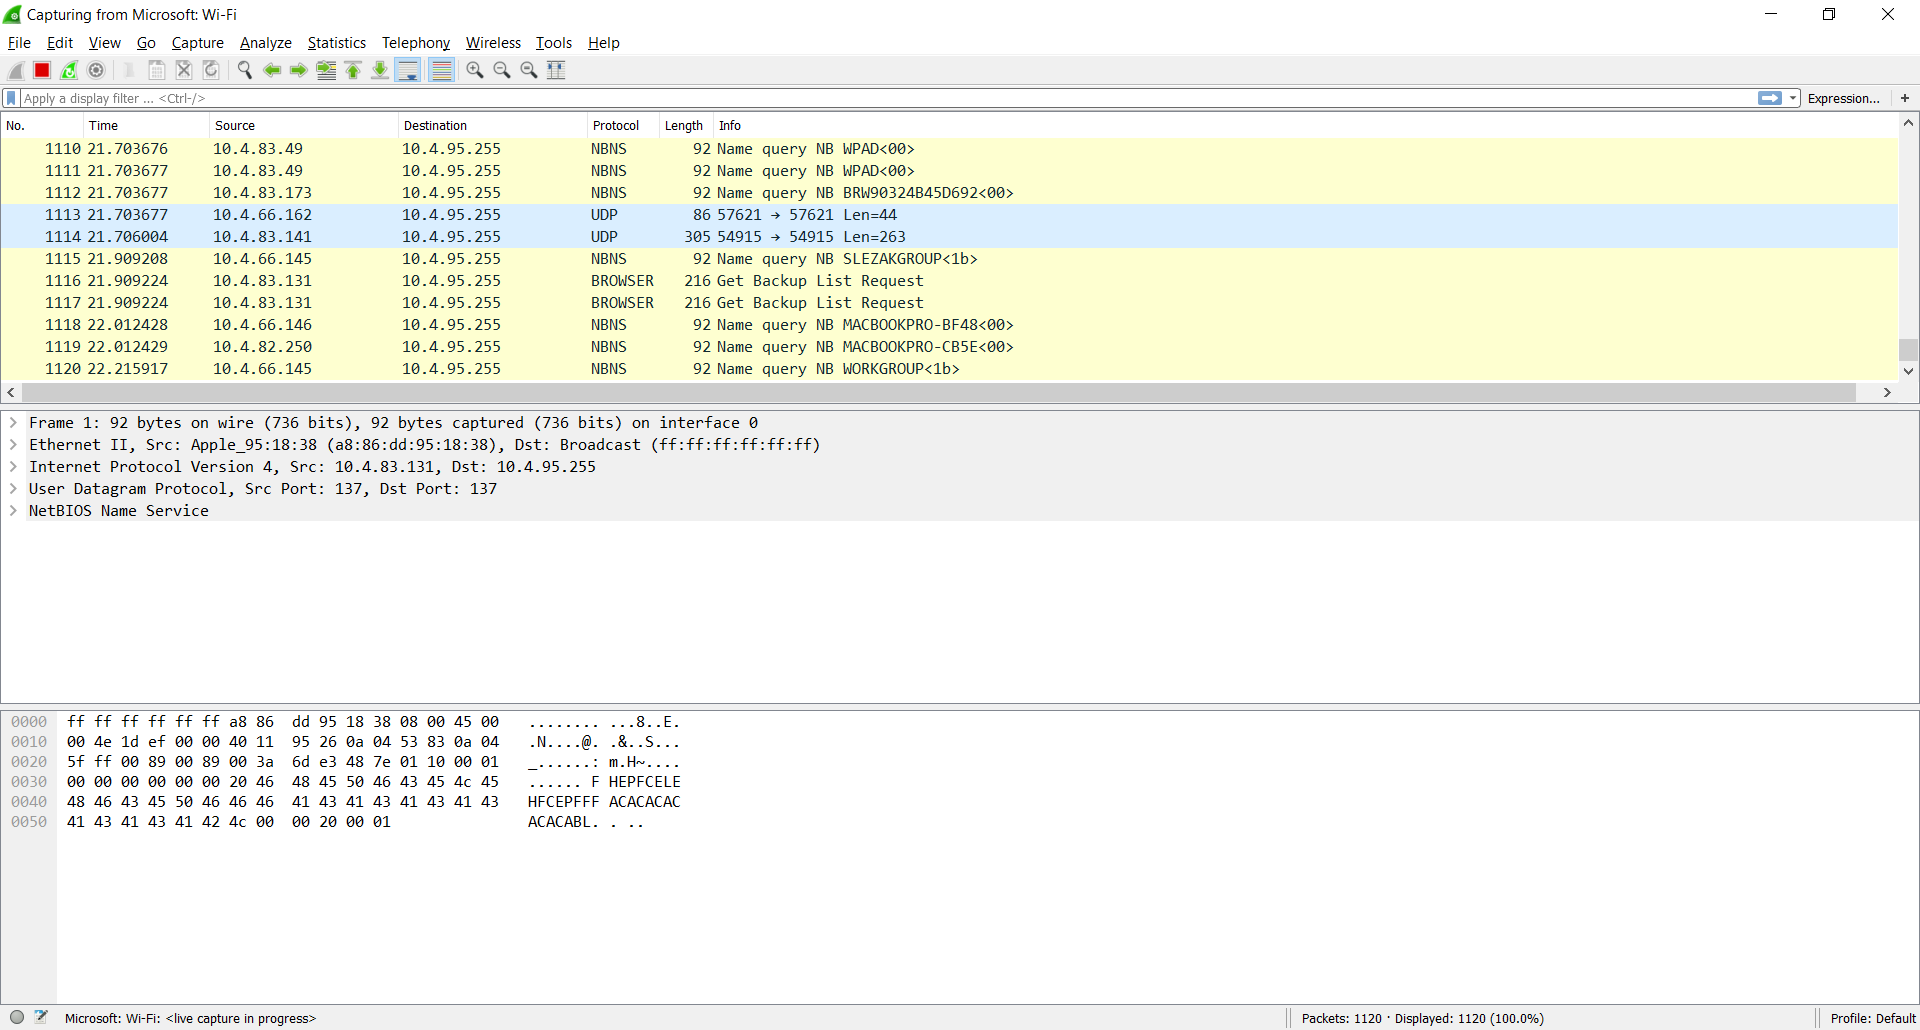 Capturing from Microsoft: Wi-Fi
File Edit View Go Capture Analyze Statistics Telephony Wireless Tools Help
Apply a display filter ... <Ctrl-/> Expression... +
No. Time Source Destination Protocol Length Info
1110 21.703676 10.4.83.49 10.4.95.255 NBNS 92 Name query NB WPAD<00>
1111 21.703677 10.4.83.49 10.4.95.255 NBNS 92 Name query NB WPAD<00>
1112 21.703677 10.4.83.173 10.4.95.255 NBNS 92 Name query NB BRW90324B45D692<00>
1113 21.703677 10.4.66.162 10.4.95.255 UDP 86 57621 → 57621 Len=44
1114 21.706004 10.4.83.141 10.4.95.255 UDP 305 54915 → 54915 Len=263
1115 21.909208 10.4.66.145 10.4.95.255 NBNS 92 Name query NB SLEZAKGROUP<1b>
1116 21.909224 10.4.83.131 10.4.95.255 BROWSER 216 Get Backup List Request
1117 21.909224 10.4.83.131 10.4.95.255 BROWSER 216 Get Backup List Request
1118 22.012428 10.4.66.146 10.4.95.255 NBNS 92 Name query NB MACBOOKPRO-BF48<00>
1119 22.012429 10.4.82.250 10.4.95.255 NBNS 92 Name query NB MACBOOKPRO-CB5E<00>
1120 22.215917 10.4.66.145 10.4.95.255 NBNS 92 Name query NB WORKGROUP<1b>
Frame 1: 92 bytes on wire (736 bits), 92 bytes captured (736 bits) on interface 0
Ethernet II, Src: Apple_95:18:38 (a8:86:dd:95:18:38), Dst: Broadcast (ff:ff:ff:ff:ff:ff)
Internet Protocol Version 4, Src: 10.4.83.131, Dst: 10.4.95.255
User Datagram Protocol, Src Port: 137, Dst Port: 137
NetBIOS Name Service
0000 ff ff ff ff ff ff a8 86 dd 95 18 38 08 00 45 00 ........ ...8..E.
0010 00 4e 1d ef 00 00 40 11 95 26 0a 04 53 83 0a 04 .N....@. .&..S...
0020 5f ff 00 89 00 89 00 3a 6d e3 48 7e 01 10 00 01 _......: m.H~....
0030 00 00 00 00 00 00 20 46 48 45 50 46 43 45 4c 45 ...... F HEPFCELE
0040 48 46 43 45 50 46 46 46 41 43 41 43 41 43 41 43 HFCEPFFF ACACACAC
0050 41 43 41 43 41 42 4c 00 00 20 00 01 ACACABL. . ..
Microsoft: Wi-Fi: <live capture in progress> Packets: 1120 · Displayed: 1120 (100.0%) Profile: Default